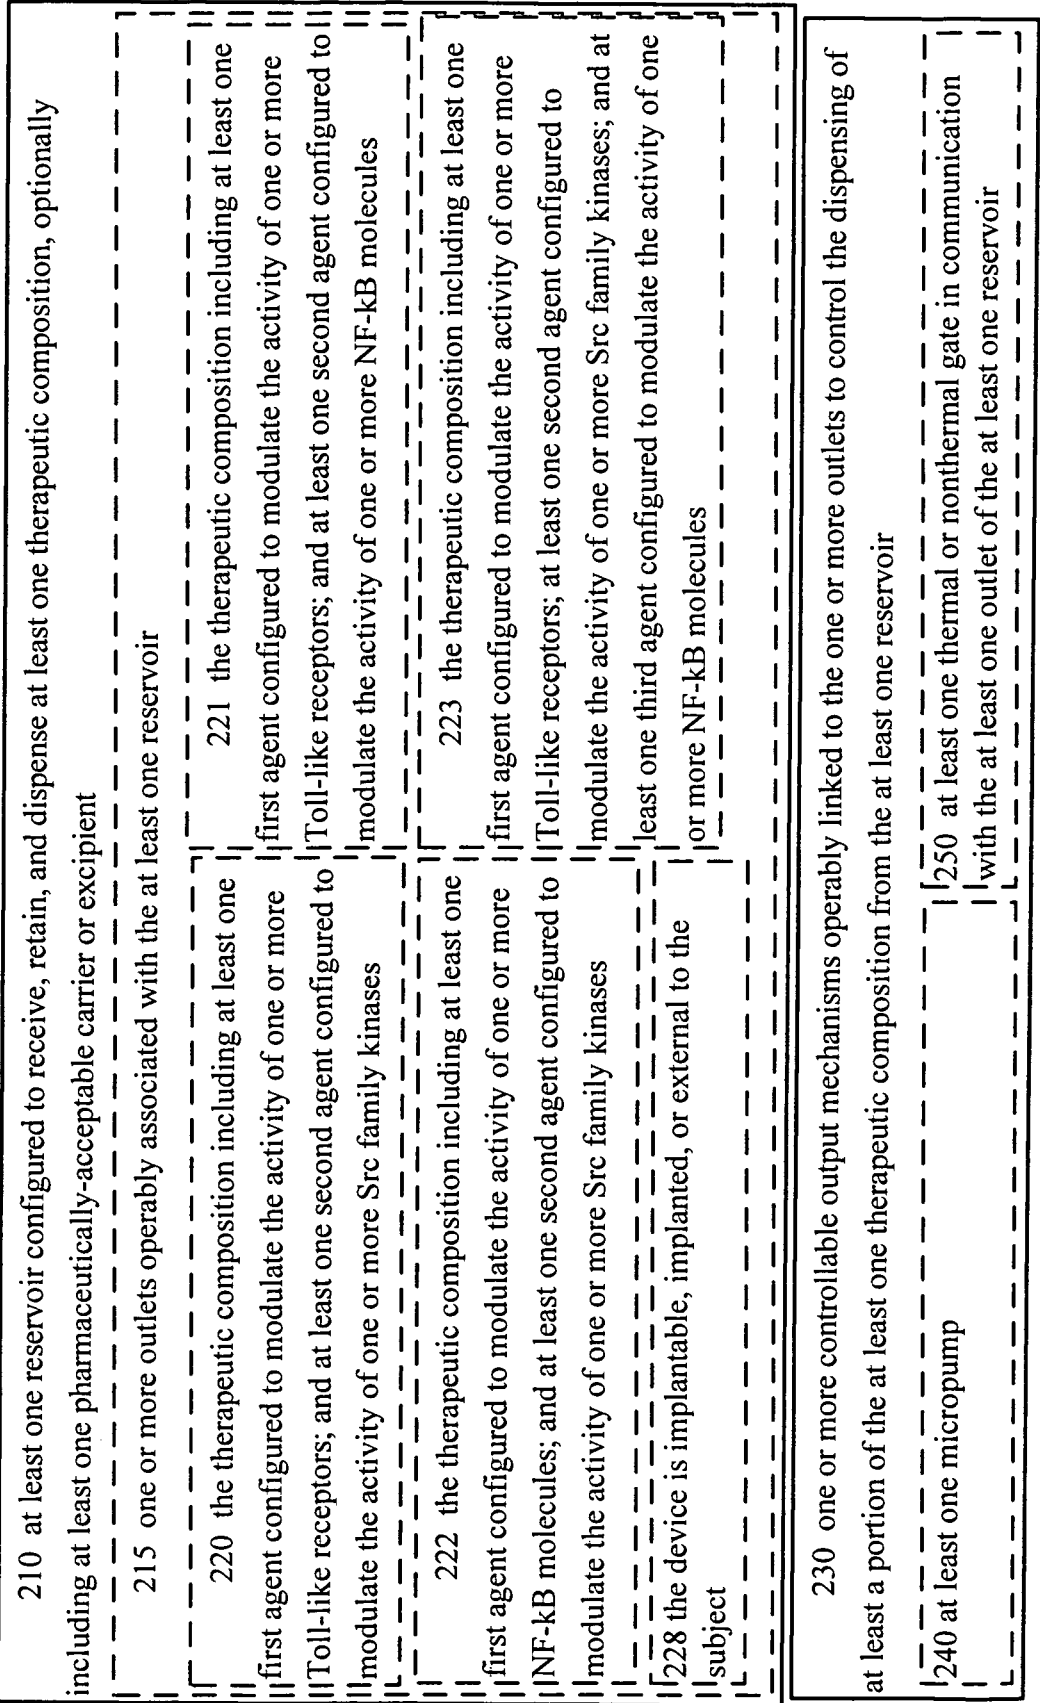 210 at least one reservoir configured to receive, retain, and dispense at least one therapeutic composition, optionally
including at least one pharmaceutically-acceptable carrier or excipient
215 one or more outlets operably associated with the at least one reservoir
220 the therapeutic composition including at least one
first agent configured to modulate the activity of one or more
Toll-like receptors; and at least one second agent configured to
modulate the activity of one or more Src family kinases
221 the therapeutic composition including at least one
first agent configured to modulate the activity of one or more
Toll-like receptors; and at least one second agent configured to
modulate the activity of one or more NF-kB molecules
222 the therapeutic composition including at least one
first agent configured to modulate the activity of one or more
NF-kB molecules; and at least one second agent configured to
modulate the activity of one or more Src family kinases
223 the therapeutic composition including at least one
first agent configured to modulate the activity of one or more
Toll-like receptors; at least one second agent configured to
modulate the activity of one or more Src family kinases; and at
least one third agent configured to modulate the activity of one
or more NF-kB molecules
228 the device is implantable, implanted, or external to the
subject
230 one or more controllable output mechanisms operably linked to the one or more outlets to control the dispensing of
at least a portion of the at least one therapeutic composition from the at least one reservoir
240 at least one micropump
250 at least one thermal or nonthermal gate in communication
with the at least one outlet of the at least one reservoir